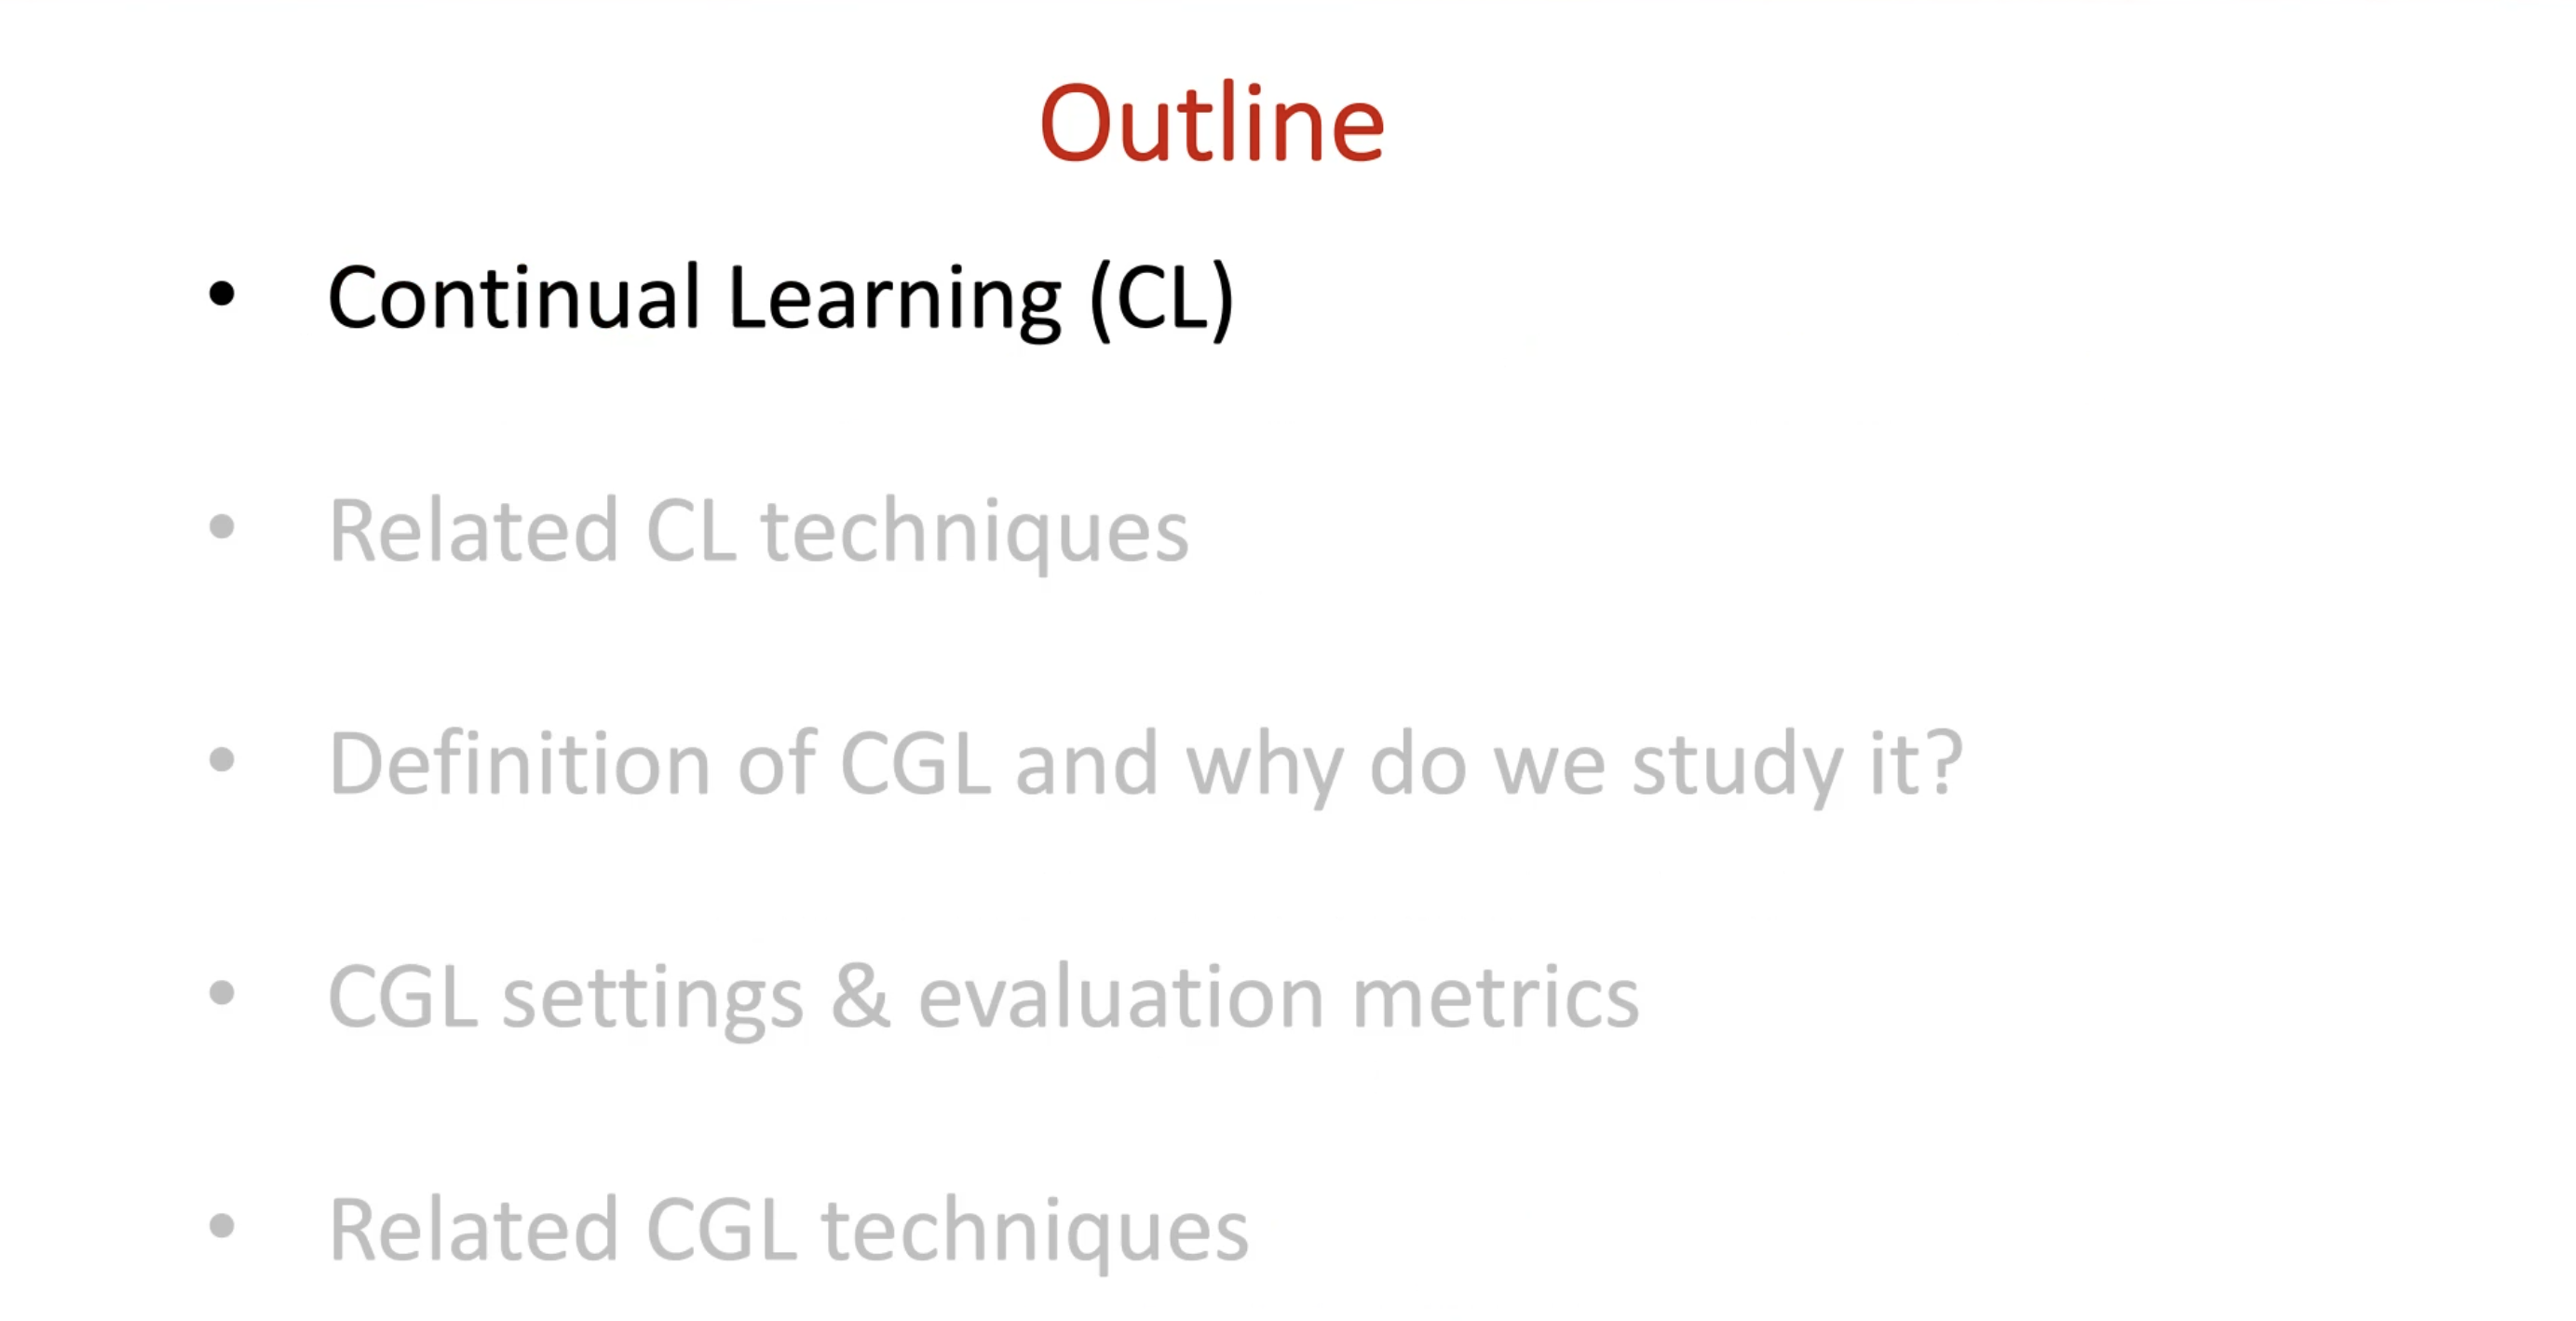 Outline
• Continual Learning (CL)
• Related CL techniques
• Definition of CGL and why do we study it?
• CGL settings & evaluation metrics
• Related CGL techniques